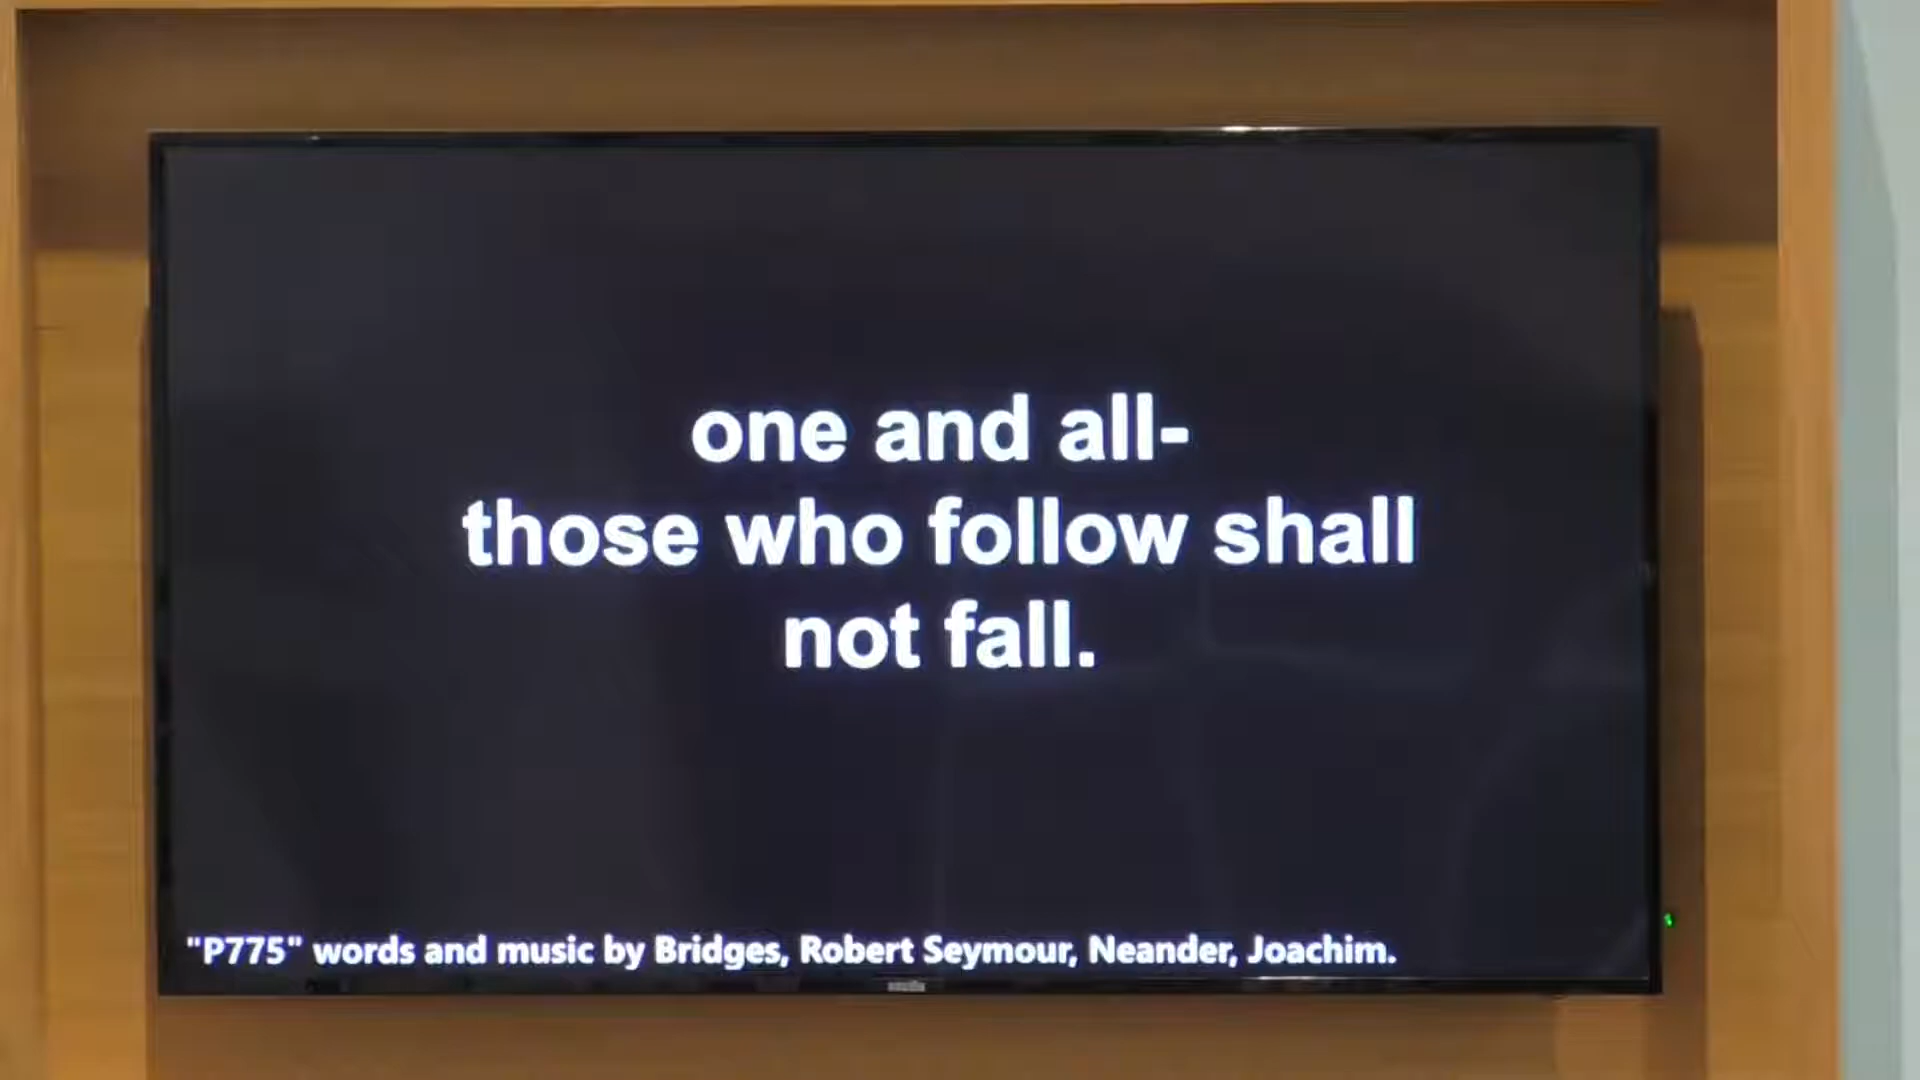 one and all-
those who follow shall
not fall.
"P775" words and music by Bridges, Robert Seymour, Neander, Joachim.